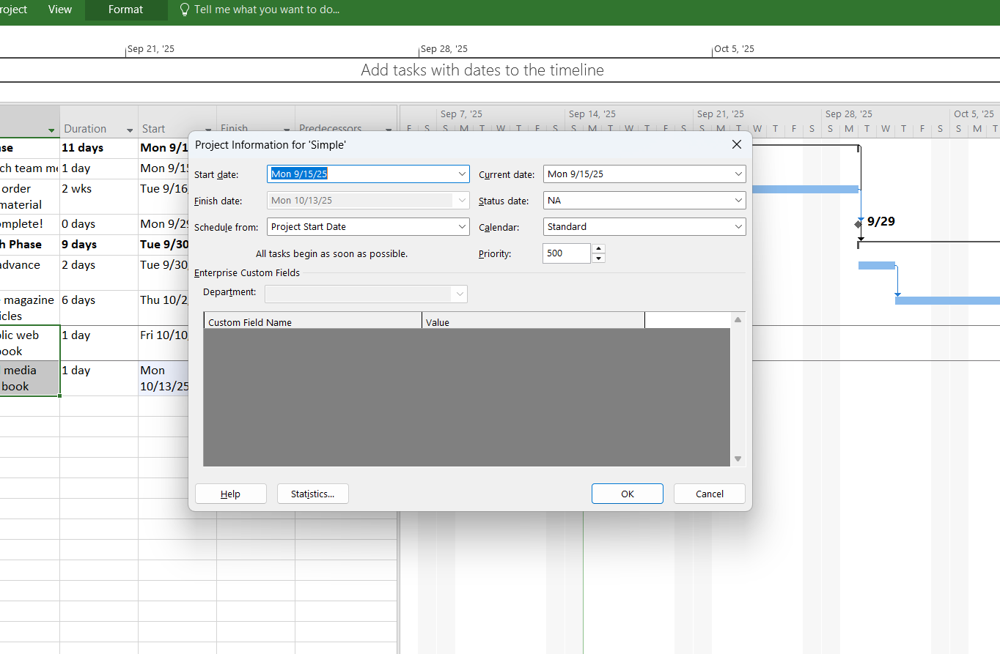 roject View Format Tell me what you want to do...
Sep 21, '25 Sep 28, '25 Oct 5, '25
Add tasks with dates to the timeline
Sep 7, '25 Sep 14, '25 Sep 21, '25 Sep 28, '25 Oct 5, '25
Duration Start Finish Predecessors
F S S M T W T F S S M T W T F S S M T W T F S S M T W T F S S M T
ase 11 days Mon 9/1
ch team me 1 day Mon 9/15
order 2 wks Tue 9/16
material
omplete! 0 days Mon 9/29
h Phase 9 days Tue 9/30
advance 2 days Tue 9/30
magazine 6 days Thu 10/2
icles
blic web 1 day Fri 10/10
book
media 1 day Mon
book 10/13/25
9/29
Project Information for 'Simple'
Start date: Mon 9/15/25 Current date: Mon 9/15/25
Finish date: Mon 10/13/25 Status date: NA
Schedule from: Project Start Date Calendar: Standard
All tasks begin as soon as possible. Priority: 500
Enterprise Custom Fields
Department:
Custom Field Name Value
Help Statistics... OK Cancel